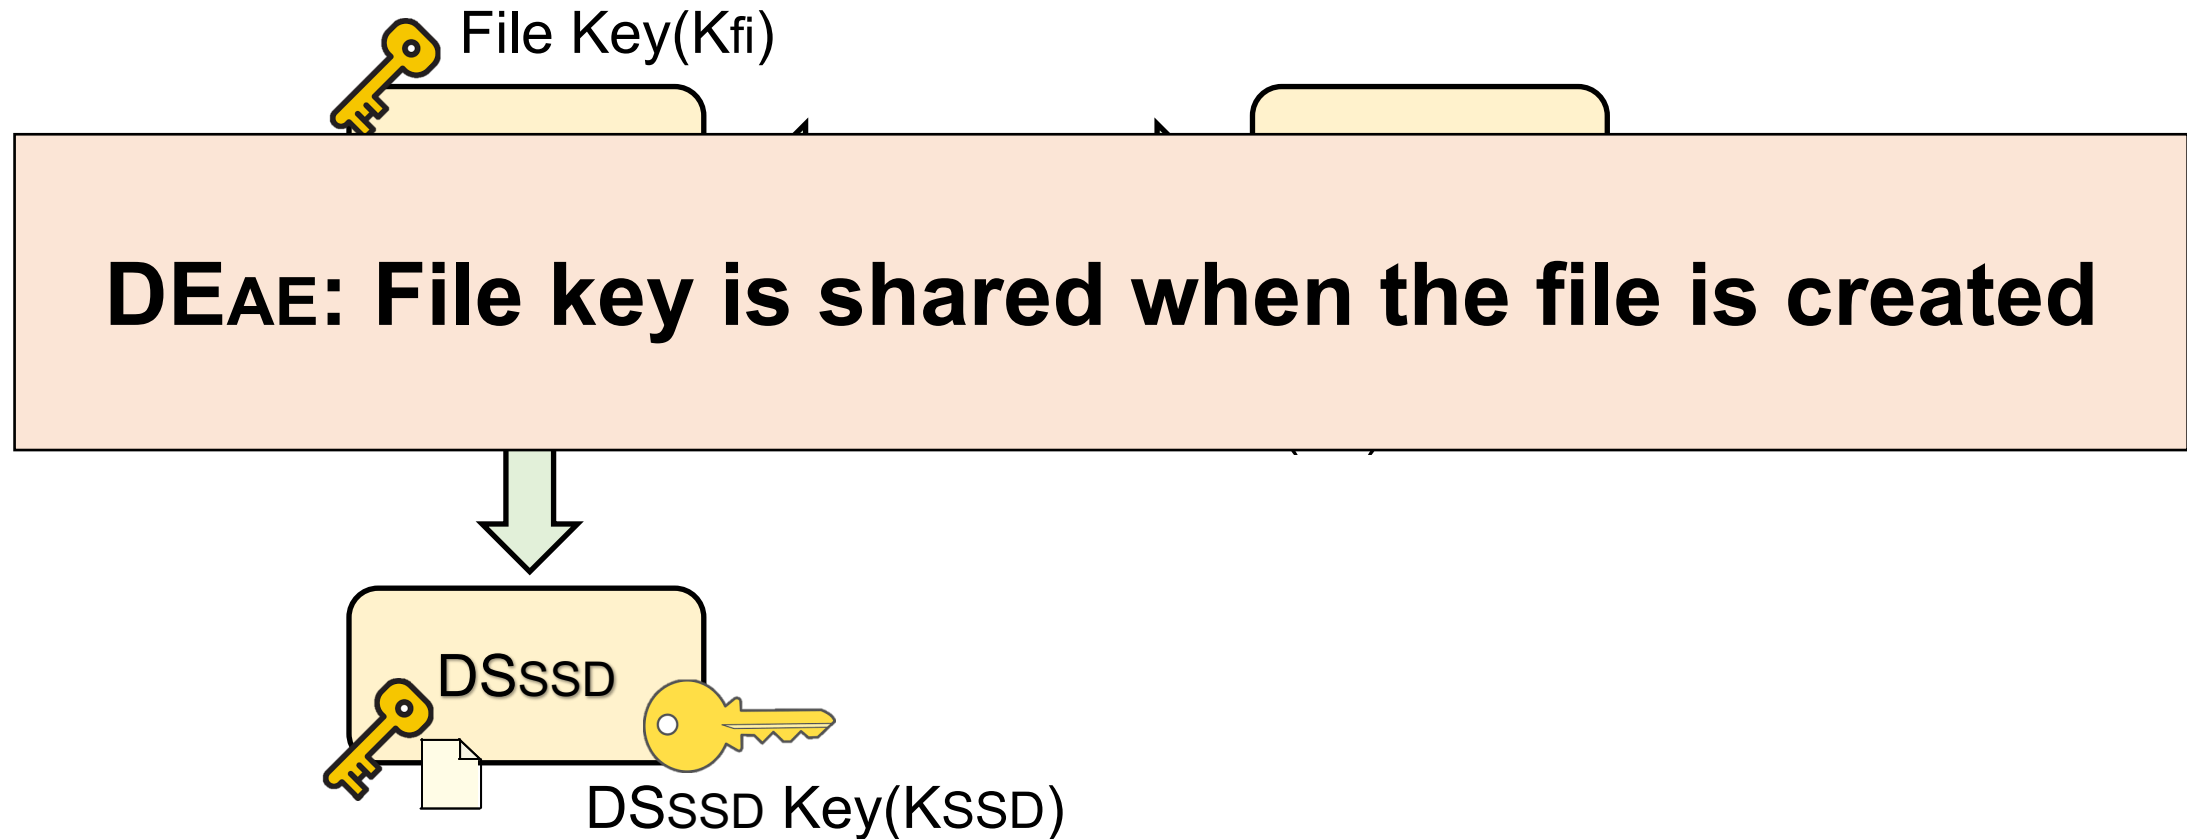 File Key(Kfi)
DEAE: File key is shared when the file is created
DSSSD
DSSSD Key(KSSD)